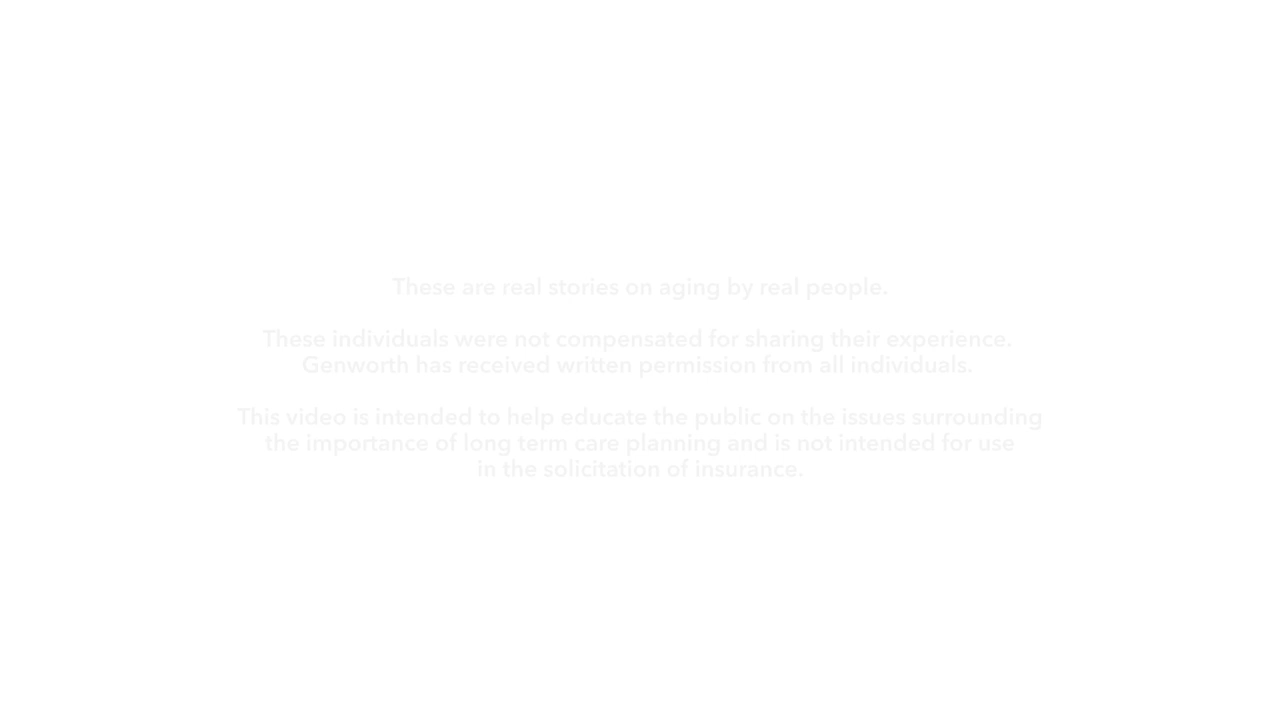 These are real stories on aging by real people.
These individuals were not compensated for sharing their experience.
Genworth has received written permission from all individuals.
This video is intended to help educate the public on the issues surrounding
the importance of long term care planning and is not intended for use
in the solicitation of insurance.